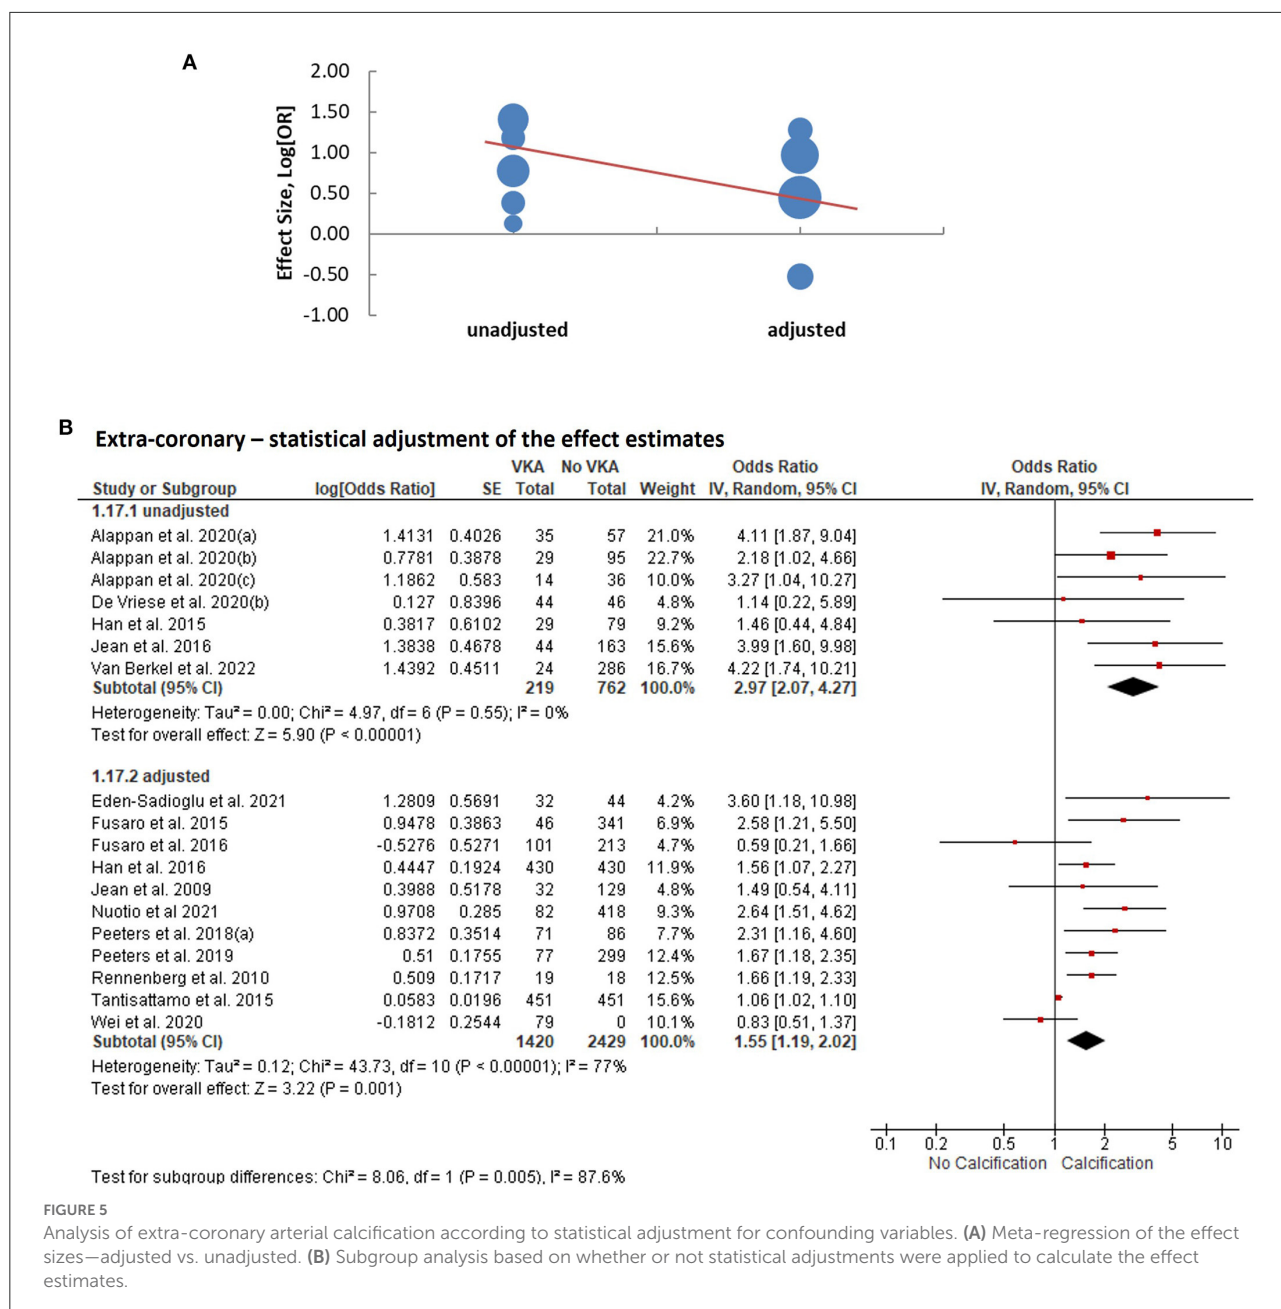 A
2.00
1.50
1.00
0.50
0.00
-0.50
-1.00
Effect Size, Log[OR]
unadjusted adjusted
B Extra-coronary – statistical adjustment of the effect estimates
VKA No VKA Odds Ratio Odds Ratio
Study or Subgroup log[Odds Ratio] SE Total Total Weight IV, Random, 95% CI IV, Random, 95% CI
1.17.1 unadjusted
Alappan et al. 2020(a) 1.4131 0.4026 35 57 21.0% 4.11 [1.87, 9.04]
Alappan et al. 2020(b) 0.7781 0.3878 29 95 22.7% 2.18 [1.02, 4.66]
Alappan et al. 2020(c) 1.1862 0.583 14 36 10.0% 3.27 [1.04, 10.27]
De Vriese et al. 2020(b) 0.127 0.8396 44 46 4.8% 1.14 [0.22, 5.89]
Han et al. 2015 0.3817 0.6102 29 79 9.2% 1.46 [0.44, 4.84]
Jean et al. 2016 1.3838 0.4678 44 163 15.6% 3.99 [1.60, 9.98]
Van Berkel et al. 2022 1.4392 0.4511 24 286 16.7% 4.22 [1.74, 10.21]
Subtotal (95% CI) 219 762 100.0% 2.97 [2.07, 4.27]
Heterogeneity: Tau² = 0.00; Chi² = 4.97, df = 6 (P = 0.55); I² = 0%
Test for overall effect: Z = 5.90 (P < 0.00001)
1.17.2 adjusted
Eden-Sadioglu et al. 2021 1.2809 0.5691 32 44 4.2% 3.60 [1.18, 10.98]
Fusaro et al. 2015 0.9478 0.3863 46 341 6.9% 2.58 [1.21, 5.50]
Fusaro et al. 2016 -0.5276 0.5271 101 213 4.7% 0.59 [0.21, 1.66]
Han et al. 2016 0.4447 0.1924 430 430 11.9% 1.56 [1.07, 2.27]
Jean et al. 2009 0.3988 0.5178 32 129 4.8% 1.49 [0.54, 4.11]
Nuotio et al 2021 0.9708 0.285 82 418 9.3% 2.64 [1.51, 4.62]
Peeters et al. 2018(a) 0.8372 0.3514 71 86 7.7% 2.31 [1.16, 4.60]
Peeters et al. 2019 0.51 0.1755 77 299 12.4% 1.67 [1.18, 2.35]
Rennenberg et al. 2010 0.509 0.1717 19 18 12.5% 1.66 [1.19, 2.33]
Tantisattamo et al. 2015 0.0583 0.0196 451 451 15.6% 1.06 [1.02, 1.10]
Wei et al. 2020 -0.1812 0.2544 79 0 10.1% 0.83 [0.51, 1.37]
Subtotal (95% CI) 1420 2429 100.0% 1.55 [1.19, 2.02]
Heterogeneity: Tau² = 0.12; Chi² = 43.73, df = 10 (P < 0.00001); I² = 77%
Test for overall effect: Z = 3.22 (P = 0.001)
0.1 0.2 0.5 1 2 5 10
No Calcification Calcification
Test for subgroup differences: Chi² = 8.06, df = 1 (P = 0.005), I² = 87.6%
FIGURE 5
Analysis of extra-coronary arterial calcification according to statistical adjustment for confounding variables. (A) Meta-regression of the effect
sizes—adjusted vs. unadjusted. (B) Subgroup analysis based on whether or not statistical adjustments were applied to calculate the effect
estimates.